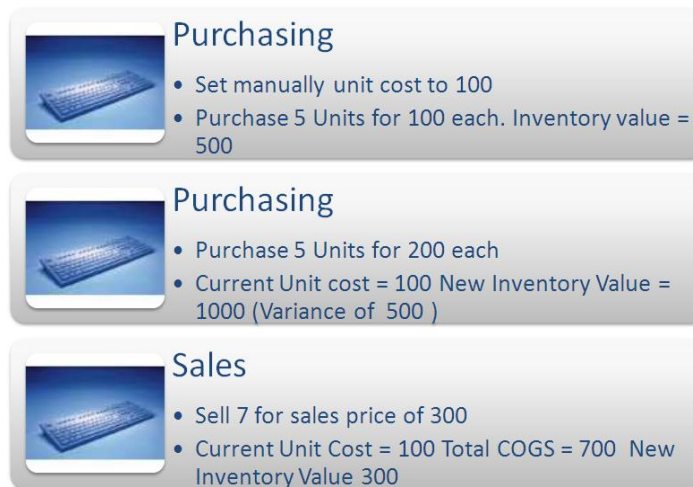 Purchasing
• Set manually unit cost to 100
• Purchase 5 Units for 100 each. Inventory value =
500
Purchasing
• Purchase 5 Units for 200 each
• Current Unit cost = 100 New Inventory Value =
1000 (Variance of 500 )
Sales
• Sell 7 for sales price of 300
• Current Unit Cost = 100 Total COGS = 700 New
Inventory Value 300